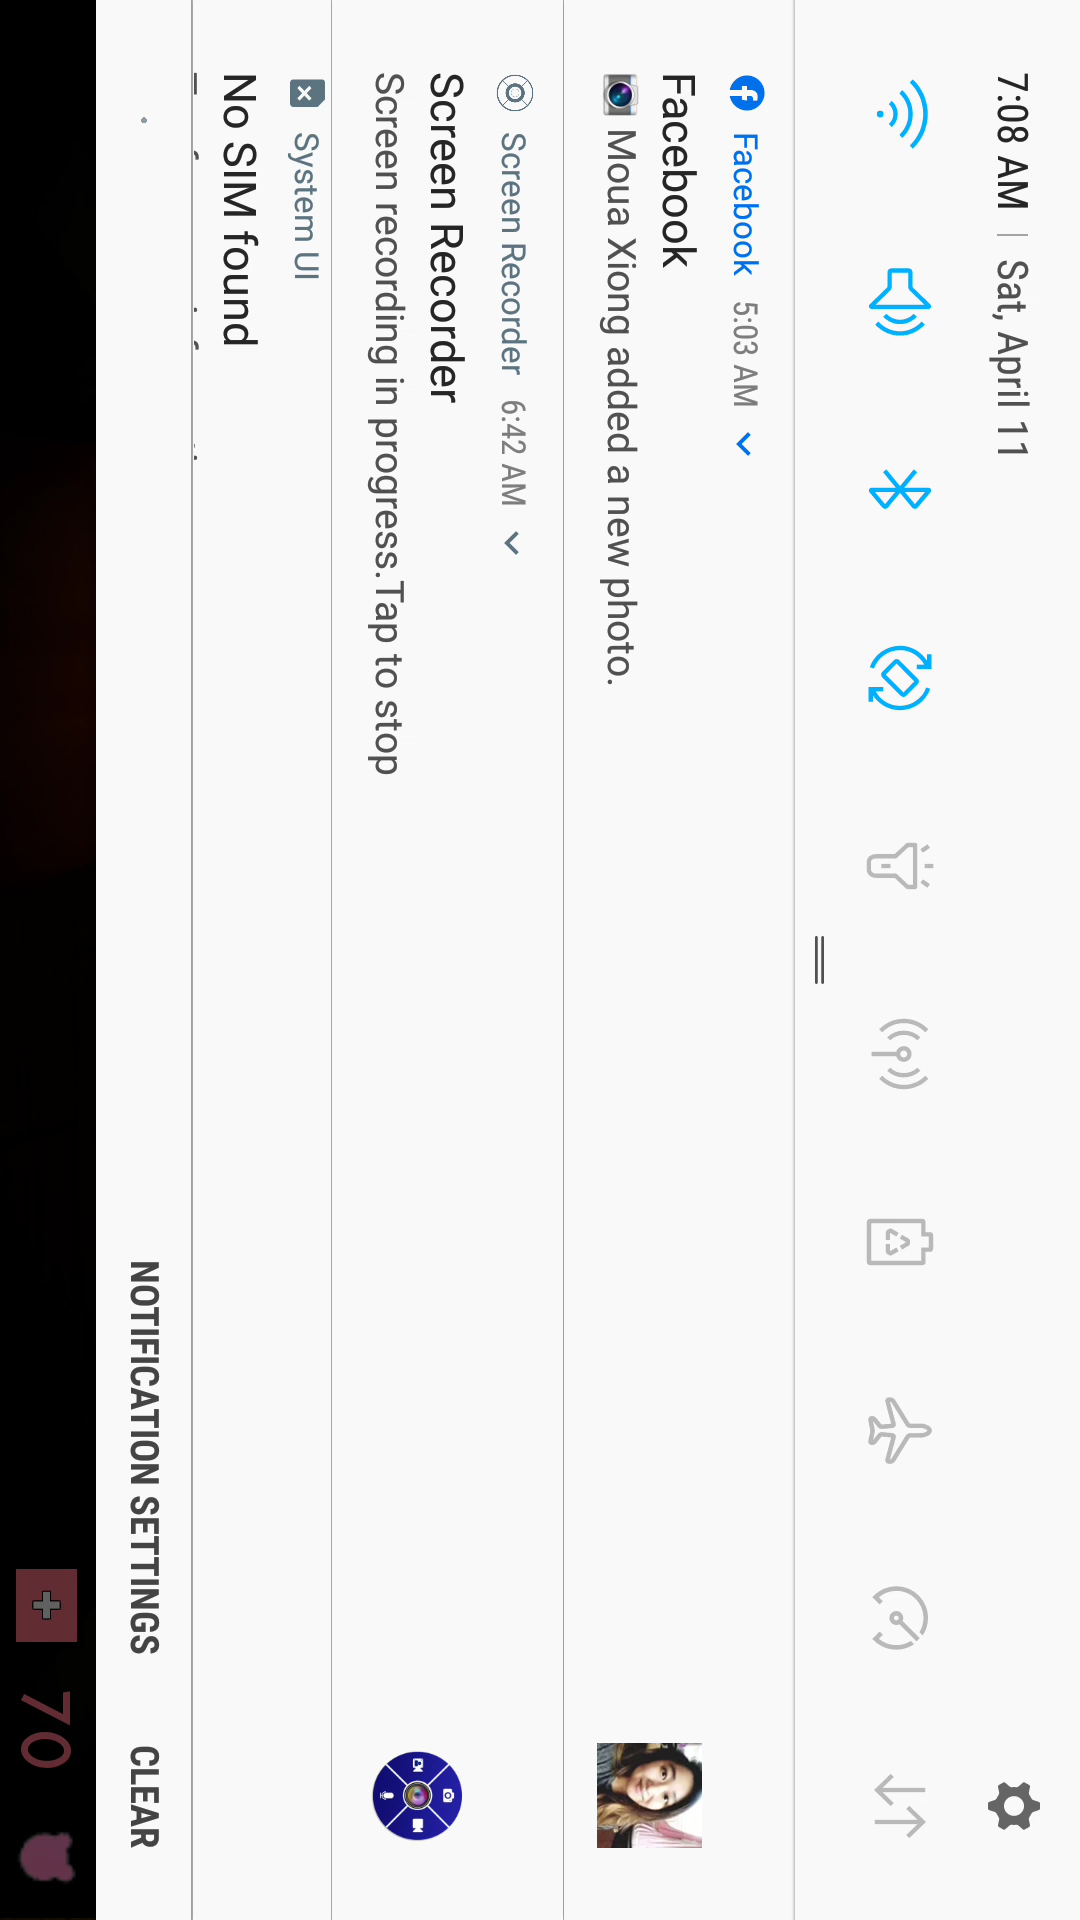 7:08 AM | Sat, April 11
Facebook 5:03 AM
Facebook
📷 Moua Xiong added a new photo.
Screen Recorder 6:42 AM
Screen Recorder
Screen recording in progress.Tap to stop
System UI
No SIM found
NOTIFICATION SETTINGS CLEAR
70